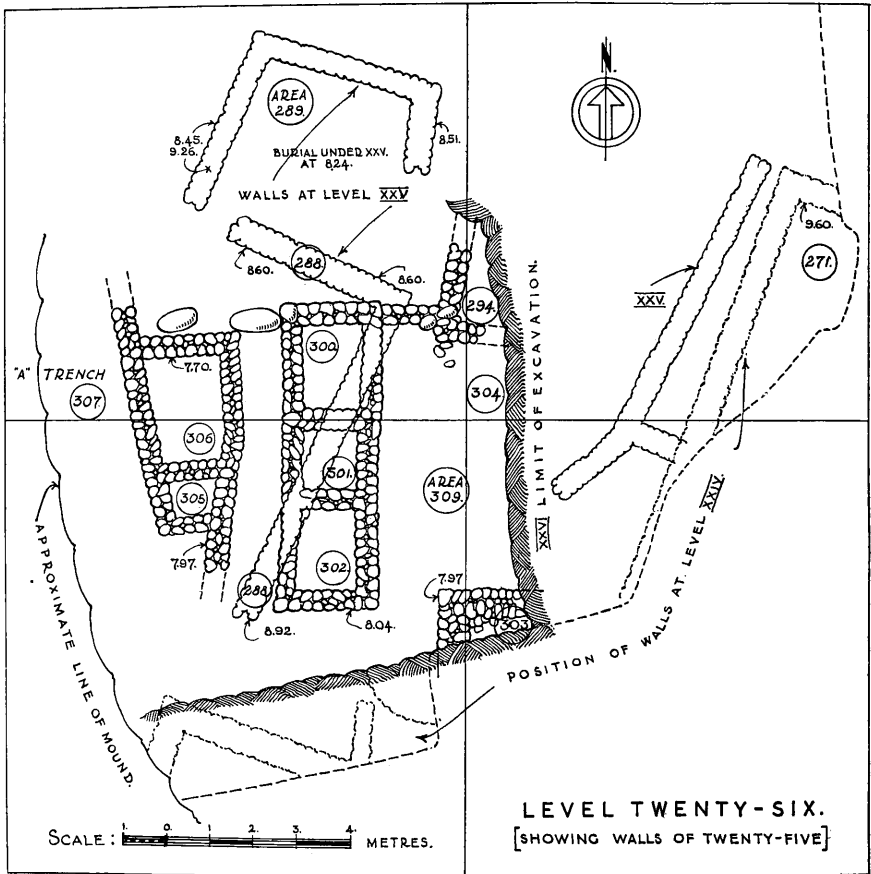 N.
AREA
289.
8.45.
9.26.
x
8.51.
BURIAL UNDER XXV.
AT 8.24.
WALLS AT LEVEL XXV
288.
8.60.
8.60.
9.60.
271.
XXV.
294.
300.
7.70.
"A" TRENCH
307.
304.
XXVI LIMIT OF EXCAVATION.
306.
301.
AREA
309.
305.
7.97.
302.
288.
8.92.
8.04.
7.97
303.
APPROXIMATE LINE OF MOUND.
POSITION OF WALLS AT LEVEL XXIV.
LEVEL TWENTY-SIX.
[SHOWING WALLS OF TWENTY-FIVE]
SCALE: 1. 0. 1 2. 3. 4. METRES.